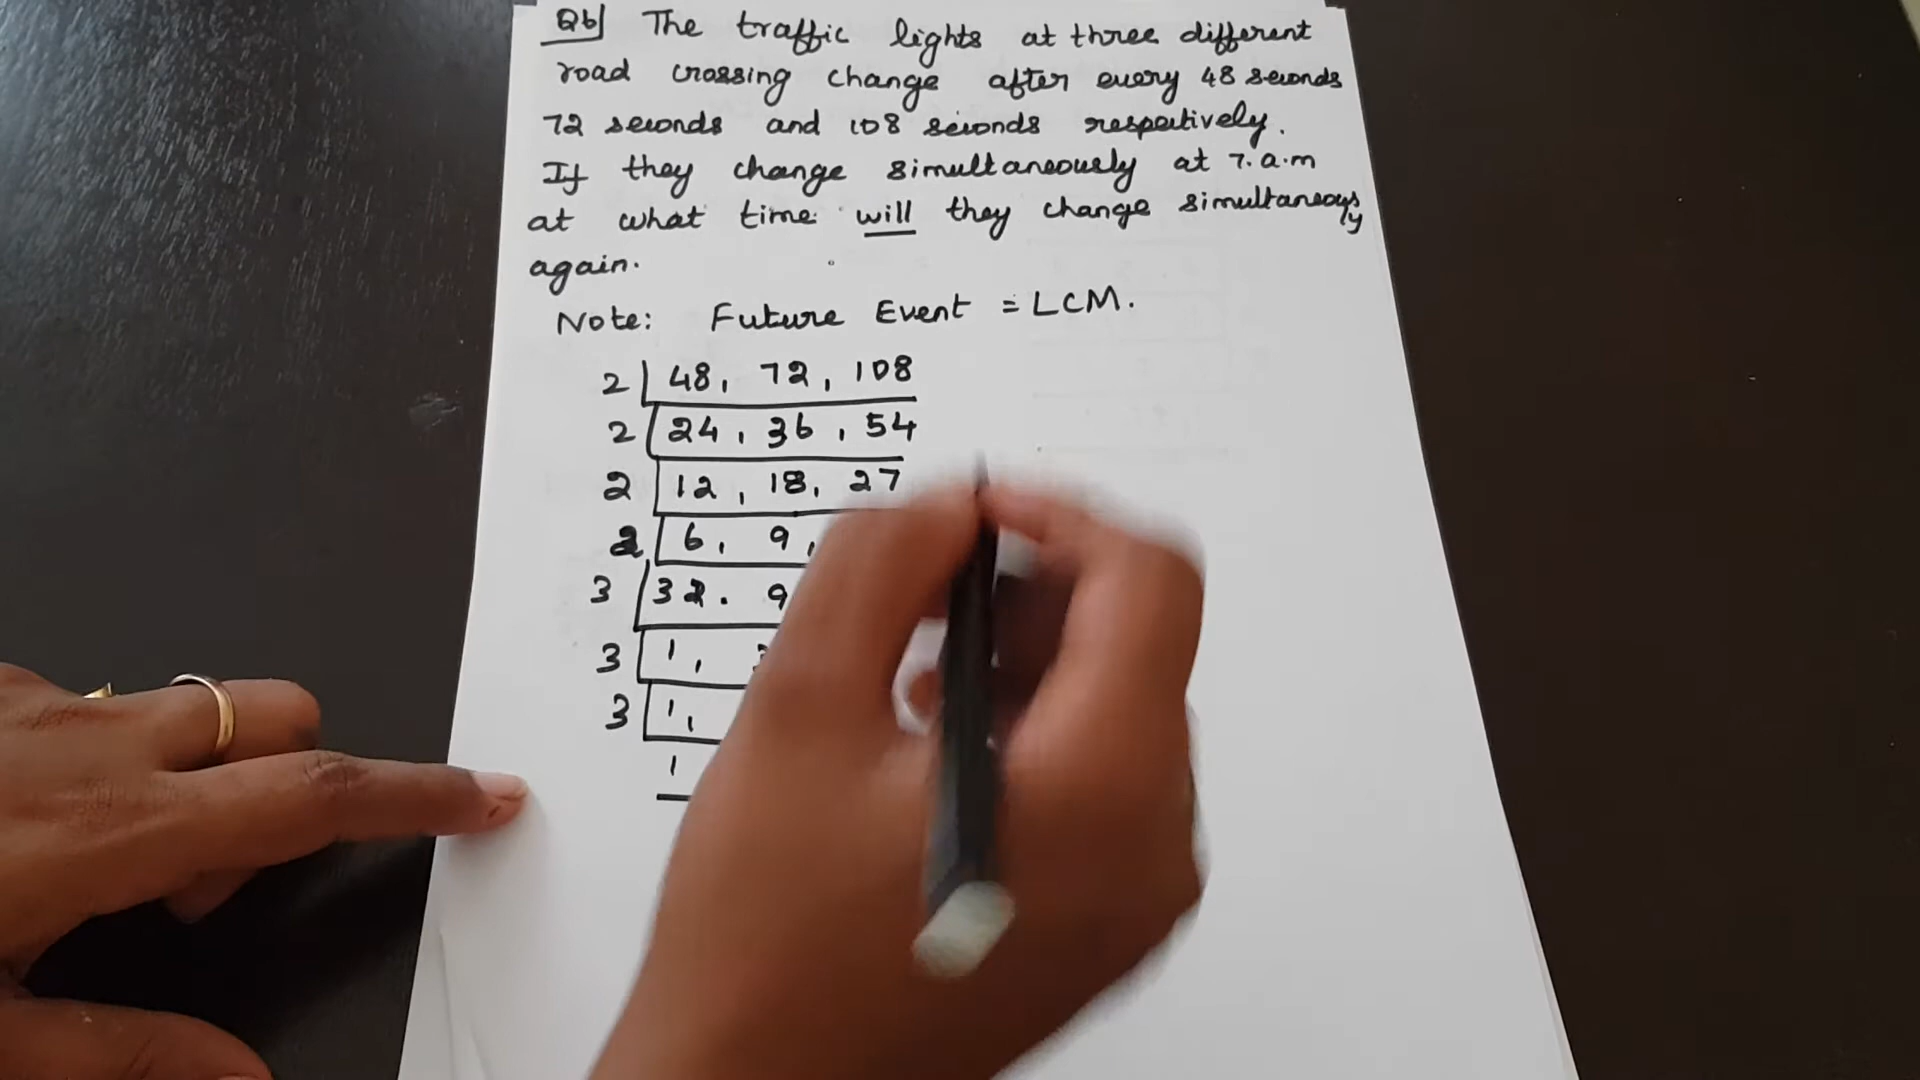 Q6 The traffic lights at three different
road crossing change after every 48 seconds
72 seconds and 108 seconds respectively.
If they change simultaneously at 7.a.m
at what time will they change simultaneously
again.
Note: Future Event = LCM.
2 48, 72, 108
2 24, 36, 54
2 12, 18, 27
2 6, 9,
3 3 . 9
3 1, 3
3 1,
1